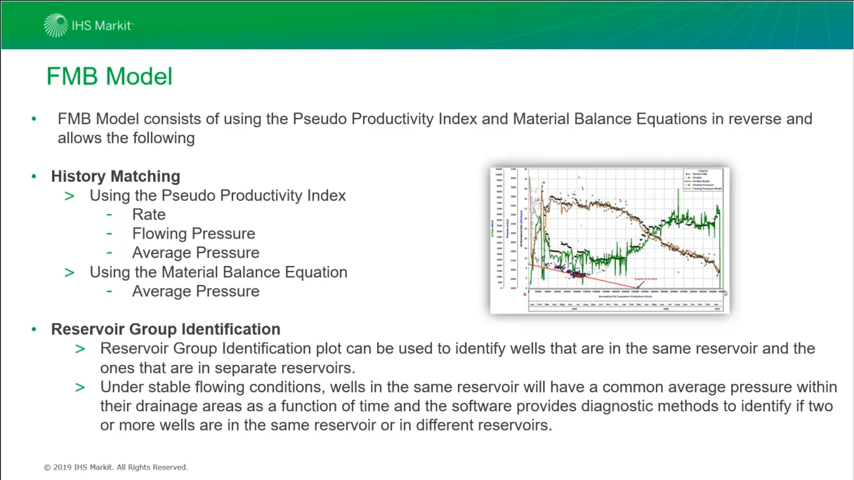 IHS Markit
FMB Model
• FMB Model consists of using the Pseudo Productivity Index and Material Balance Equations in reverse and
allows the following
• History Matching
> Using the Pseudo Productivity Index
- Rate
- Flowing Pressure
- Average Pressure
> Using the Material Balance Equation
- Average Pressure
• Reservoir Group Identification
> Reservoir Group Identification plot can be used to identify wells that are in the same reservoir and the
ones that are in separate reservoirs.
> Under stable flowing conditions, wells in the same reservoir will have a common average pressure within
their drainage areas as a function of time and the software provides diagnostic methods to identify if two
or more wells are in the same reservoir or in different reservoirs.
© 2019 IHS Markit. All Rights Reserved.